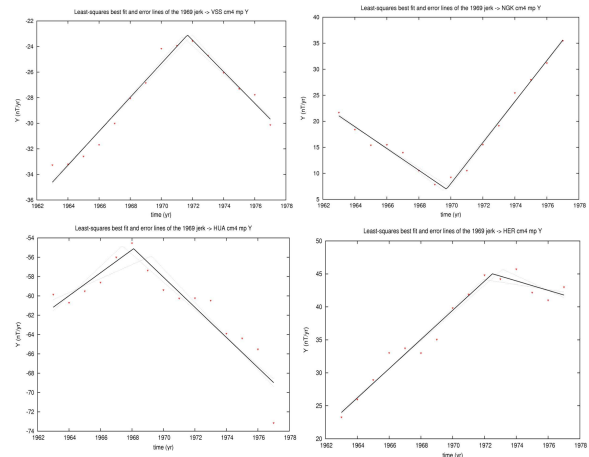 Least-squares best fit and error lines of the 1969 jerk -> VSS cm4 mp Y
-22
-24
-26
-28
-30
-32
-34
-36
Y (nT/yr)
1962 1964 1966 1968 1970 1972 1974 1976 1978
time (yr)
Least-squares best fit and error lines of the 1969 jerk -> NGK cm4 mp Y
40
35
30
25
20
15
10
5
Y (nT/yr)
1962 1964 1966 1968 1970 1972 1974 1976 1978
time (yr)
Least-squares best fit and error lines of the 1969 jerk -> HUA cm4 mp Y
-54
-56
-58
-60
-62
-64
-66
-68
-70
-72
-74
Y (nT/yr)
1962 1964 1966 1968 1970 1972 1974 1976 1978
time (yr)
Least-squares best fit and error lines of the 1969 jerk -> HER cm4 mp Y
50
45
40
35
30
25
20
Y (nT/yr)
1962 1964 1966 1968 1970 1972 1974 1976 1978
time (yr)